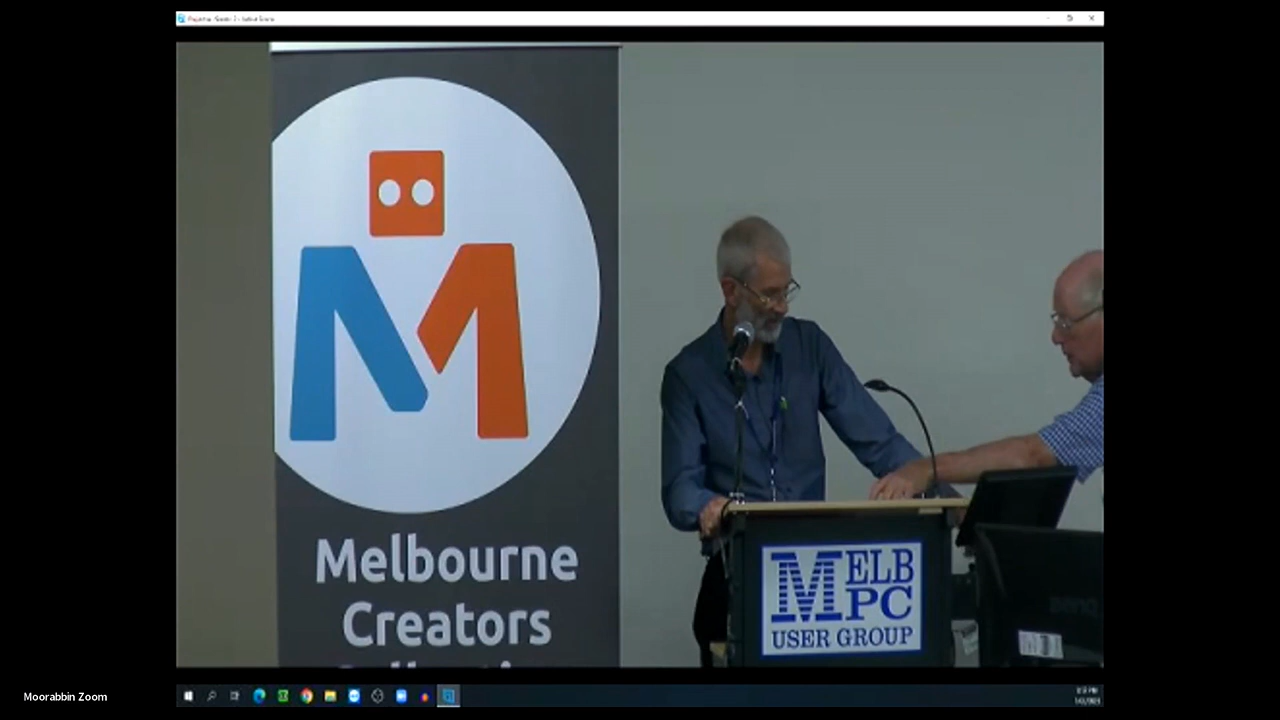 Melbourne
Creators
MELB
PC
USER GROUP
Moorabbin Zoom